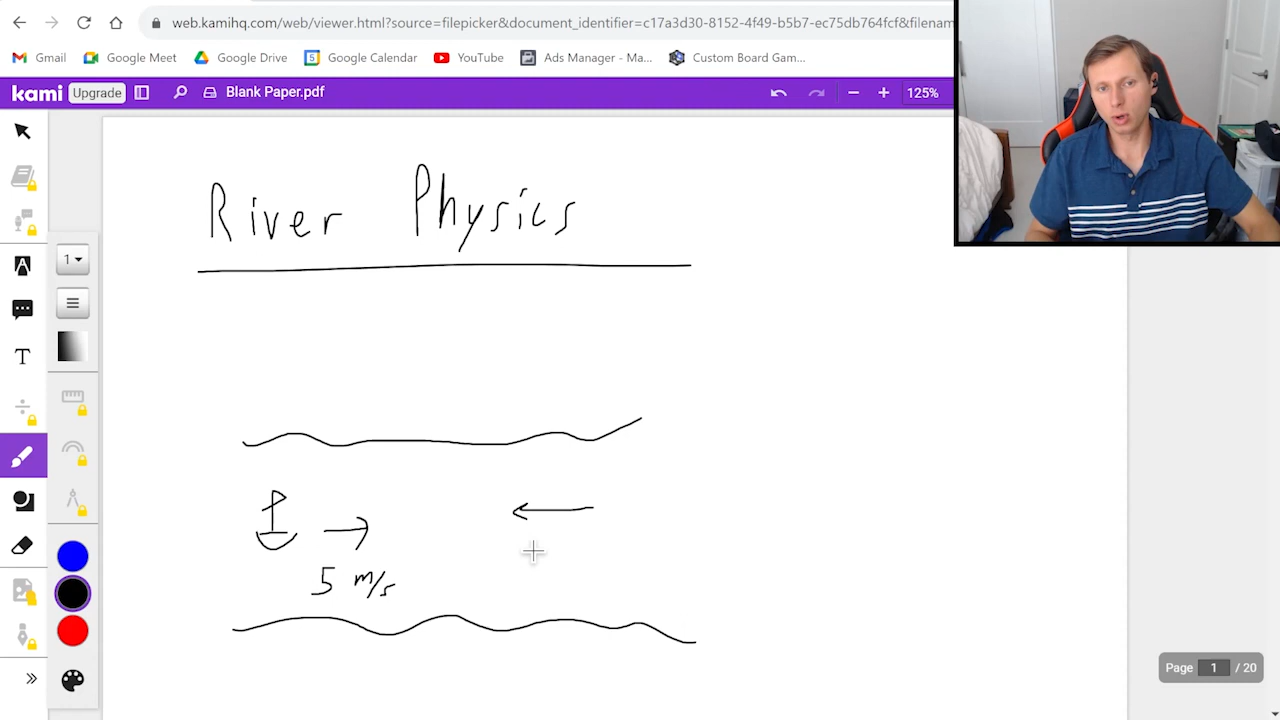 web.kamihq.com/web/viewer.html?source=filepicker&document_identifier=c17a3d30-8152-4f49-b5b7-ec75db764fcf&filenam
Gmail Google Meet Google Drive 5 Google Calendar YouTube Ads Manager - Ma... Custom Board Gam...
kami Upgrade Blank Paper.pdf 125%
River Physics
1
T
5 m/s
Page 1 / 20